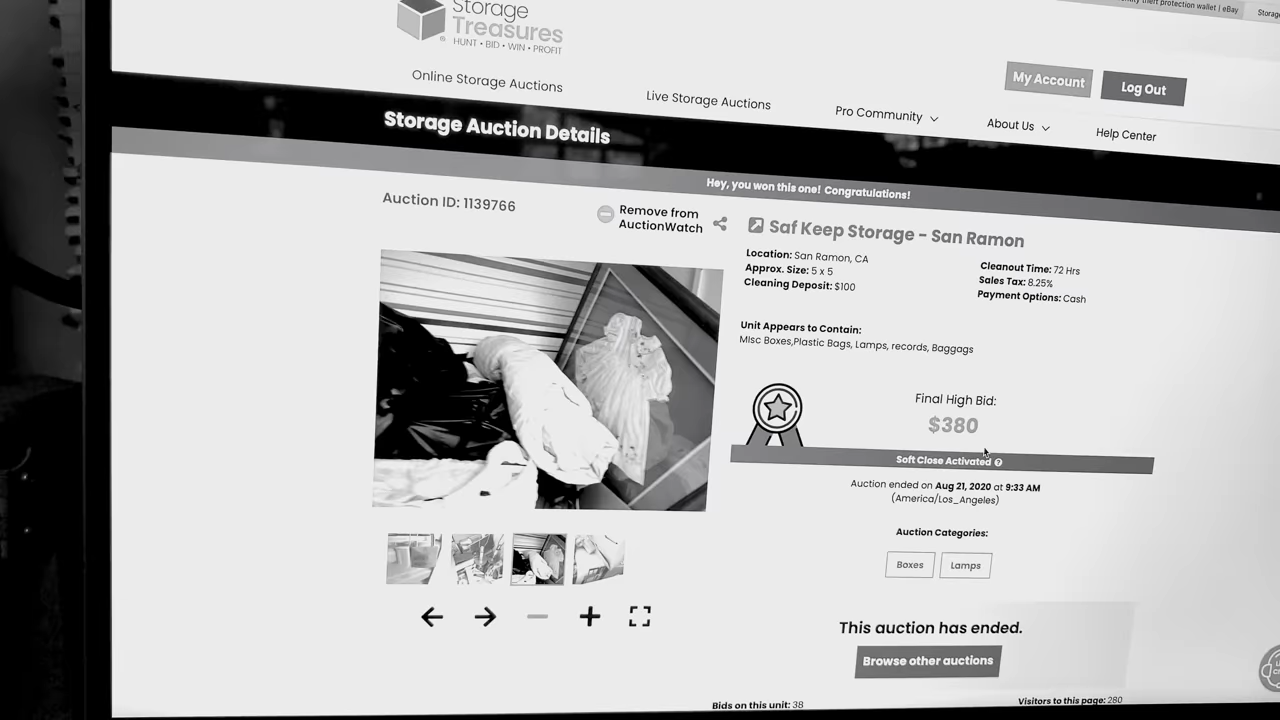 theft protection wallet | eBay
Storage
Treasures
HUNT • BID • WIN • PROFIT
My Account
Log Out
Online Storage Auctions
Live Storage Auctions
Pro Community
About Us
Help Center
Storage Auction Details
Hey, you won this one! Congratulations!
Auction ID: 1139766
Remove from
AuctionWatch
Saf Keep Storage - San Ramon
Location: San Ramon, CA
Approx. Size: 5 x 5
Cleaning Deposit: $100
Cleanout Time: 72 Hrs
Sales Tax: 8.25%
Payment Options: Cash
Unit Appears to Contain:
MIsc Boxes,Plastic Bags, Lamps, records, Baggags
Final High Bid:
$380
Soft Close Activated ?
Auction ended on Aug 21, 2020 at 9:33 AM
(America/Los_Angeles)
Auction Categories:
Boxes
Lamps
This auction has ended.
Browse other auctions
Bids on this unit: 38
Visitors to this page: 280